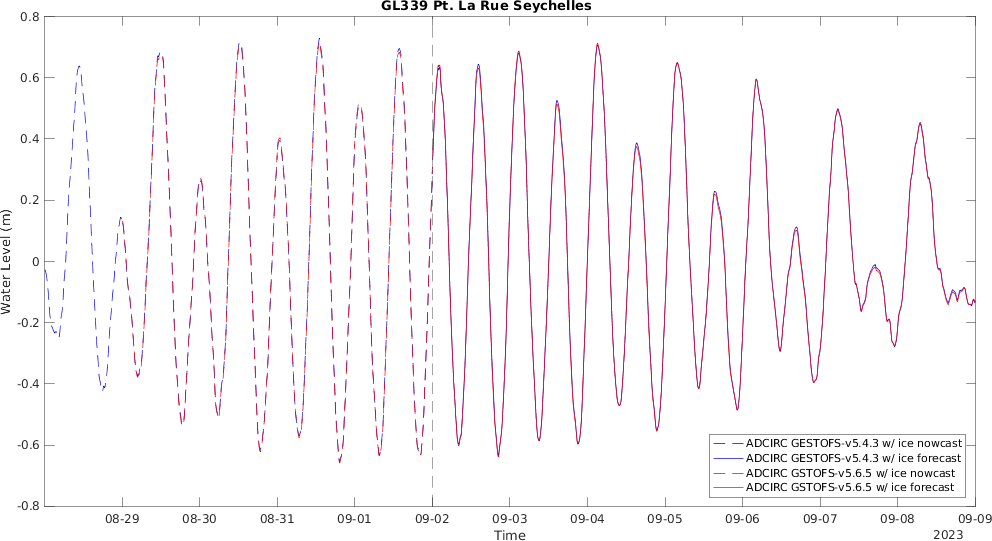 GL339 Pt. La Rue Seychelles
0.8
0.6
0.4
0.2
0
-0.2
-0.4
-0.6
-0.8
Water Level (m)
ADCIRC GESTOFS-v5.4.3 w/ ice nowcast
ADCIRC GESTOFS-v5.4.3 w/ ice forecast
ADCIRC GSTOFS-v5.6.5 w/ ice nowcast
ADCIRC GSTOFS-v5.6.5 w/ ice forecast
08-29 08-30 08-31 09-01 09-02 09-03 09-04 09-05 09-06 09-07 09-08 09-09
Time
2023